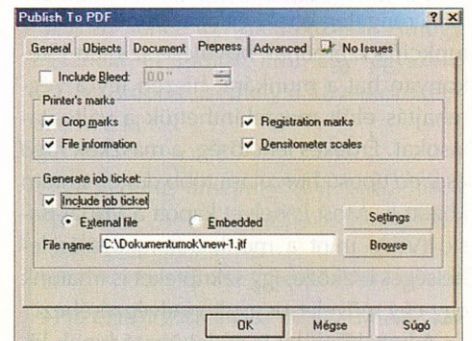 Publish To PDF
General Objects Document Prepress Advanced No Issues
Include Bleed: 0.0 "
Printer's marks
Crop marks Registration marks
File information Densitometer scales
Generate job ticket:
Include job ticket
External file Embedded Settings
File name: C:\Dokumentumok\new-1.jtf Browse
OK Mégse Súgó